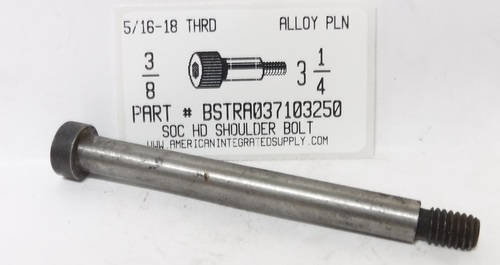 5/16-18 THRD ALLOY PLN
3/8 3 1/4
PART # BSTRA037103250
SOC HD SHOULDER BOLT
WWW.AMERICANINTEGRATEDSUPPLY.COM